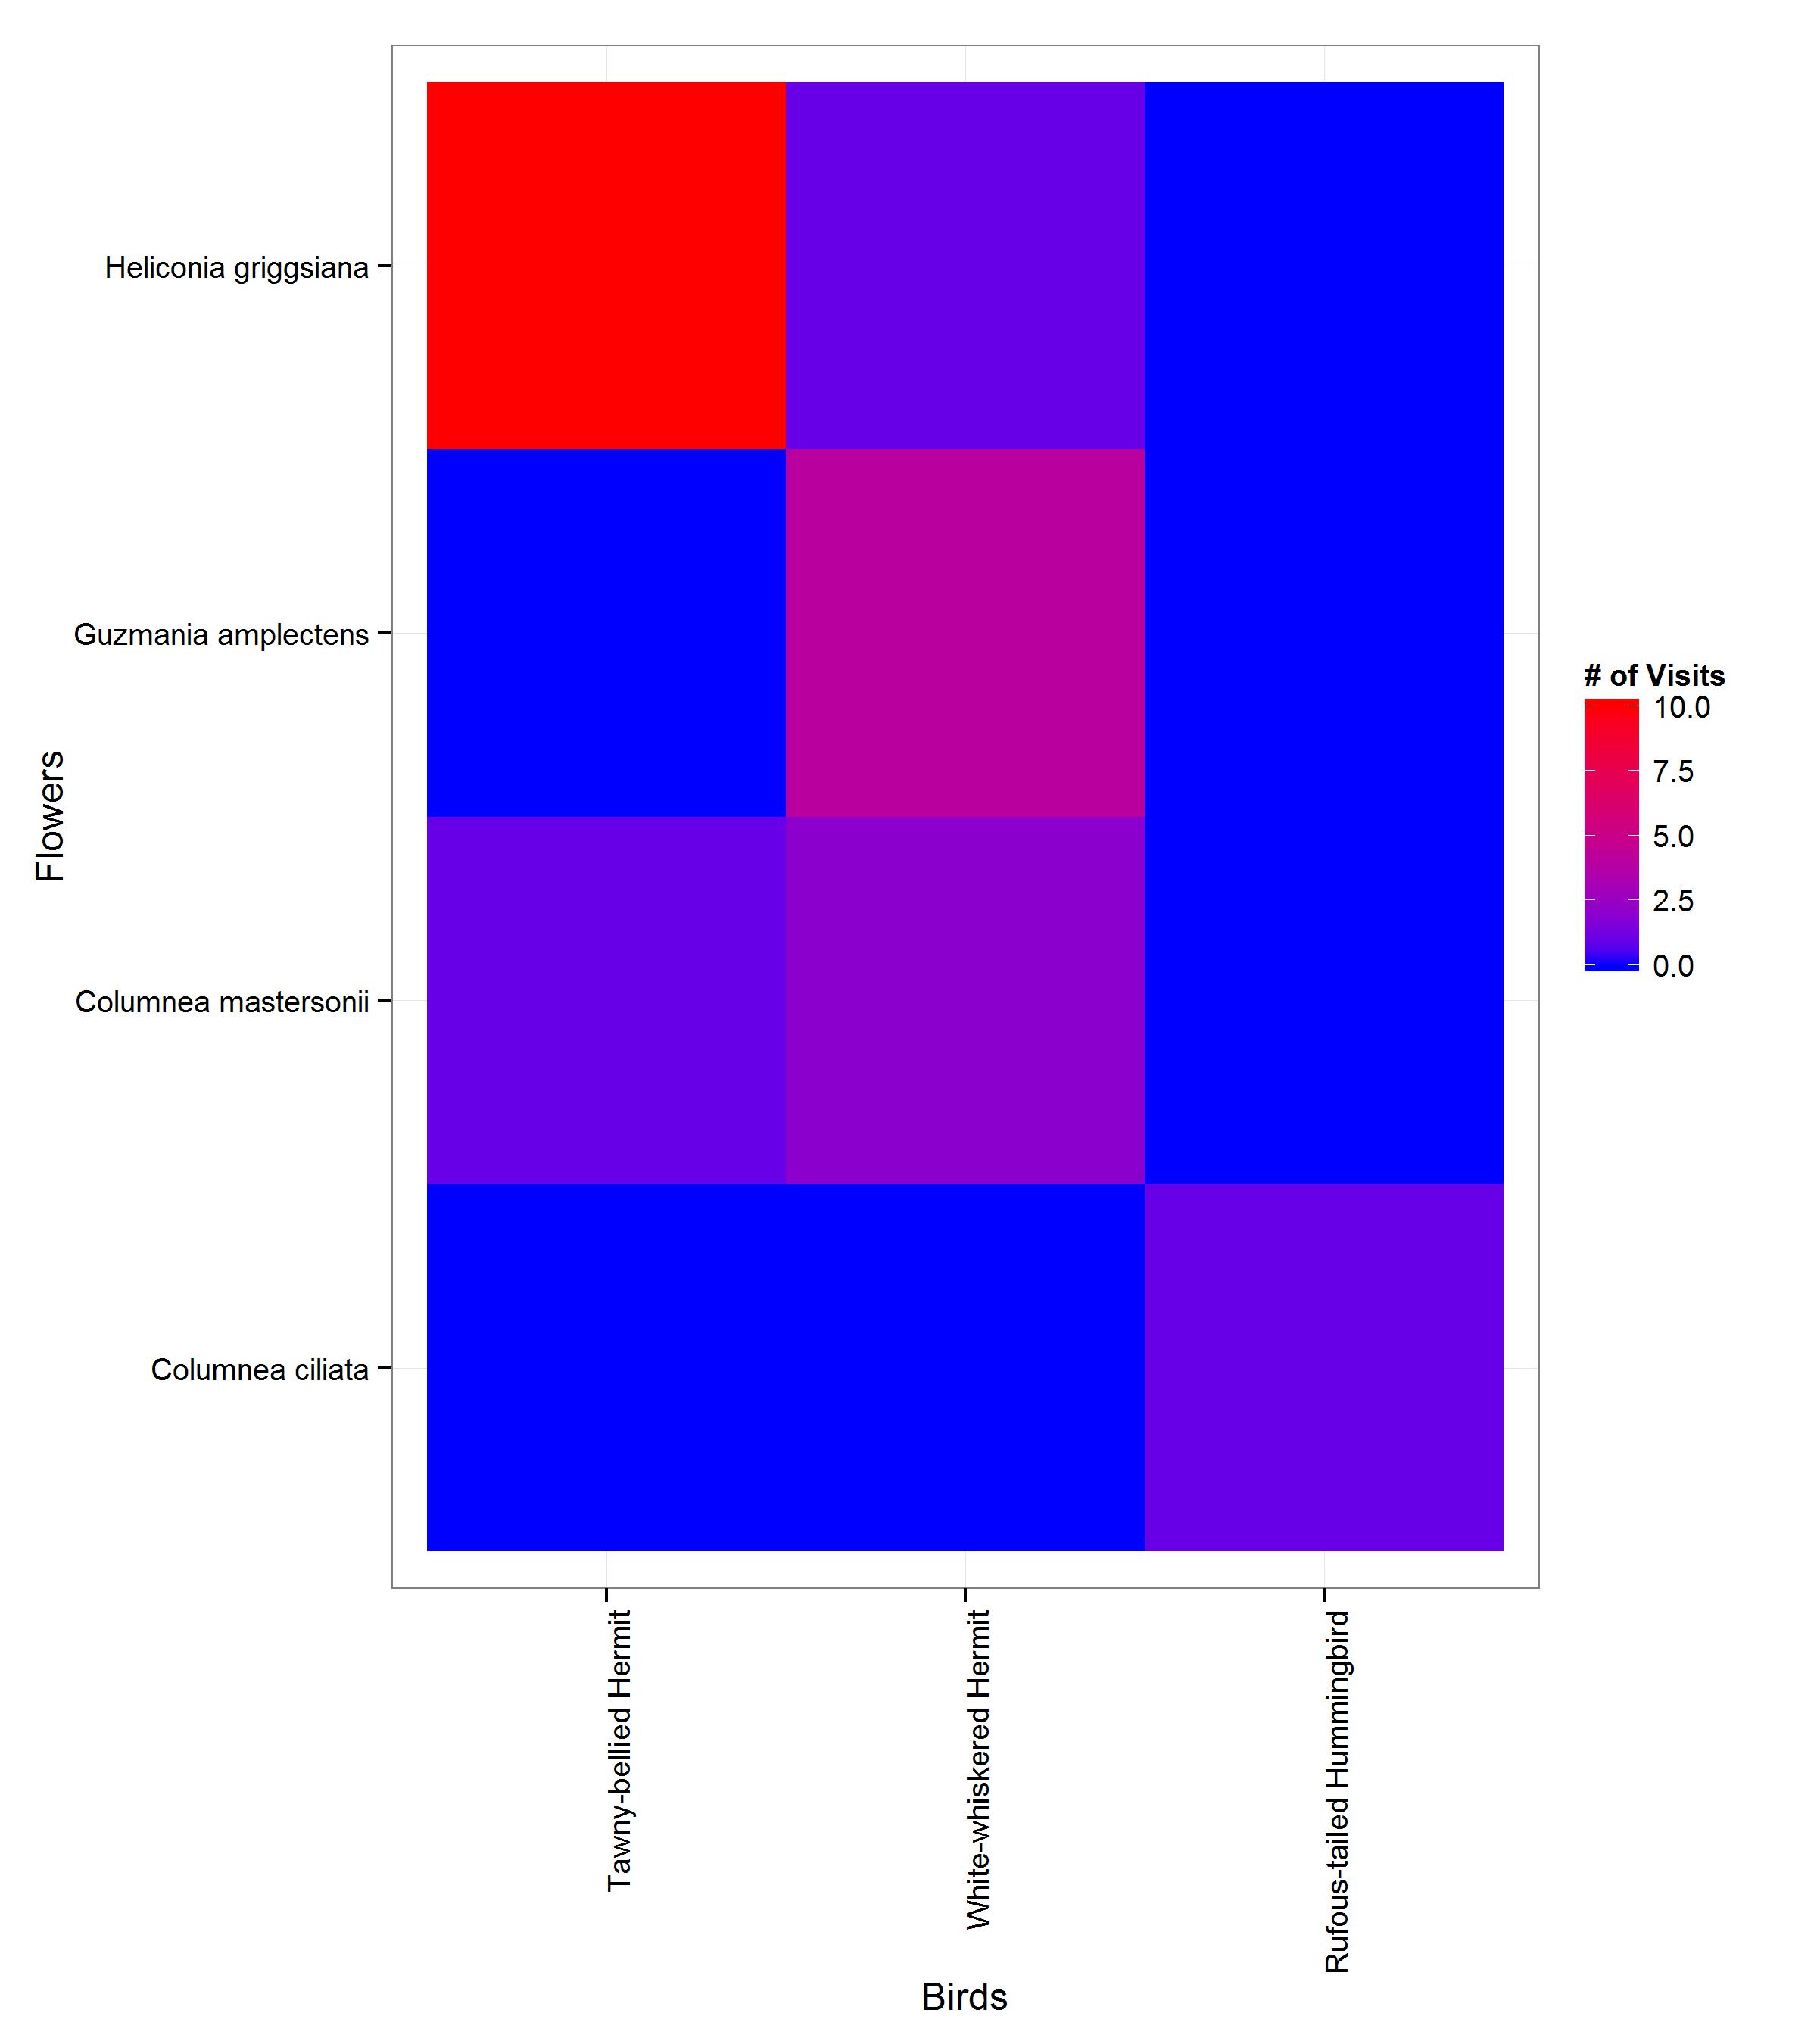 Heliconia griggsiana
Guzmania amplectens
Columnea mastersonii
Columnea ciliata
Flowers
Tawny-bellied Hermit
White-whiskered Hermit
Rufous-tailed Hummingbird
Birds
# of Visits
10.0
7.5
5.0
2.5
0.0